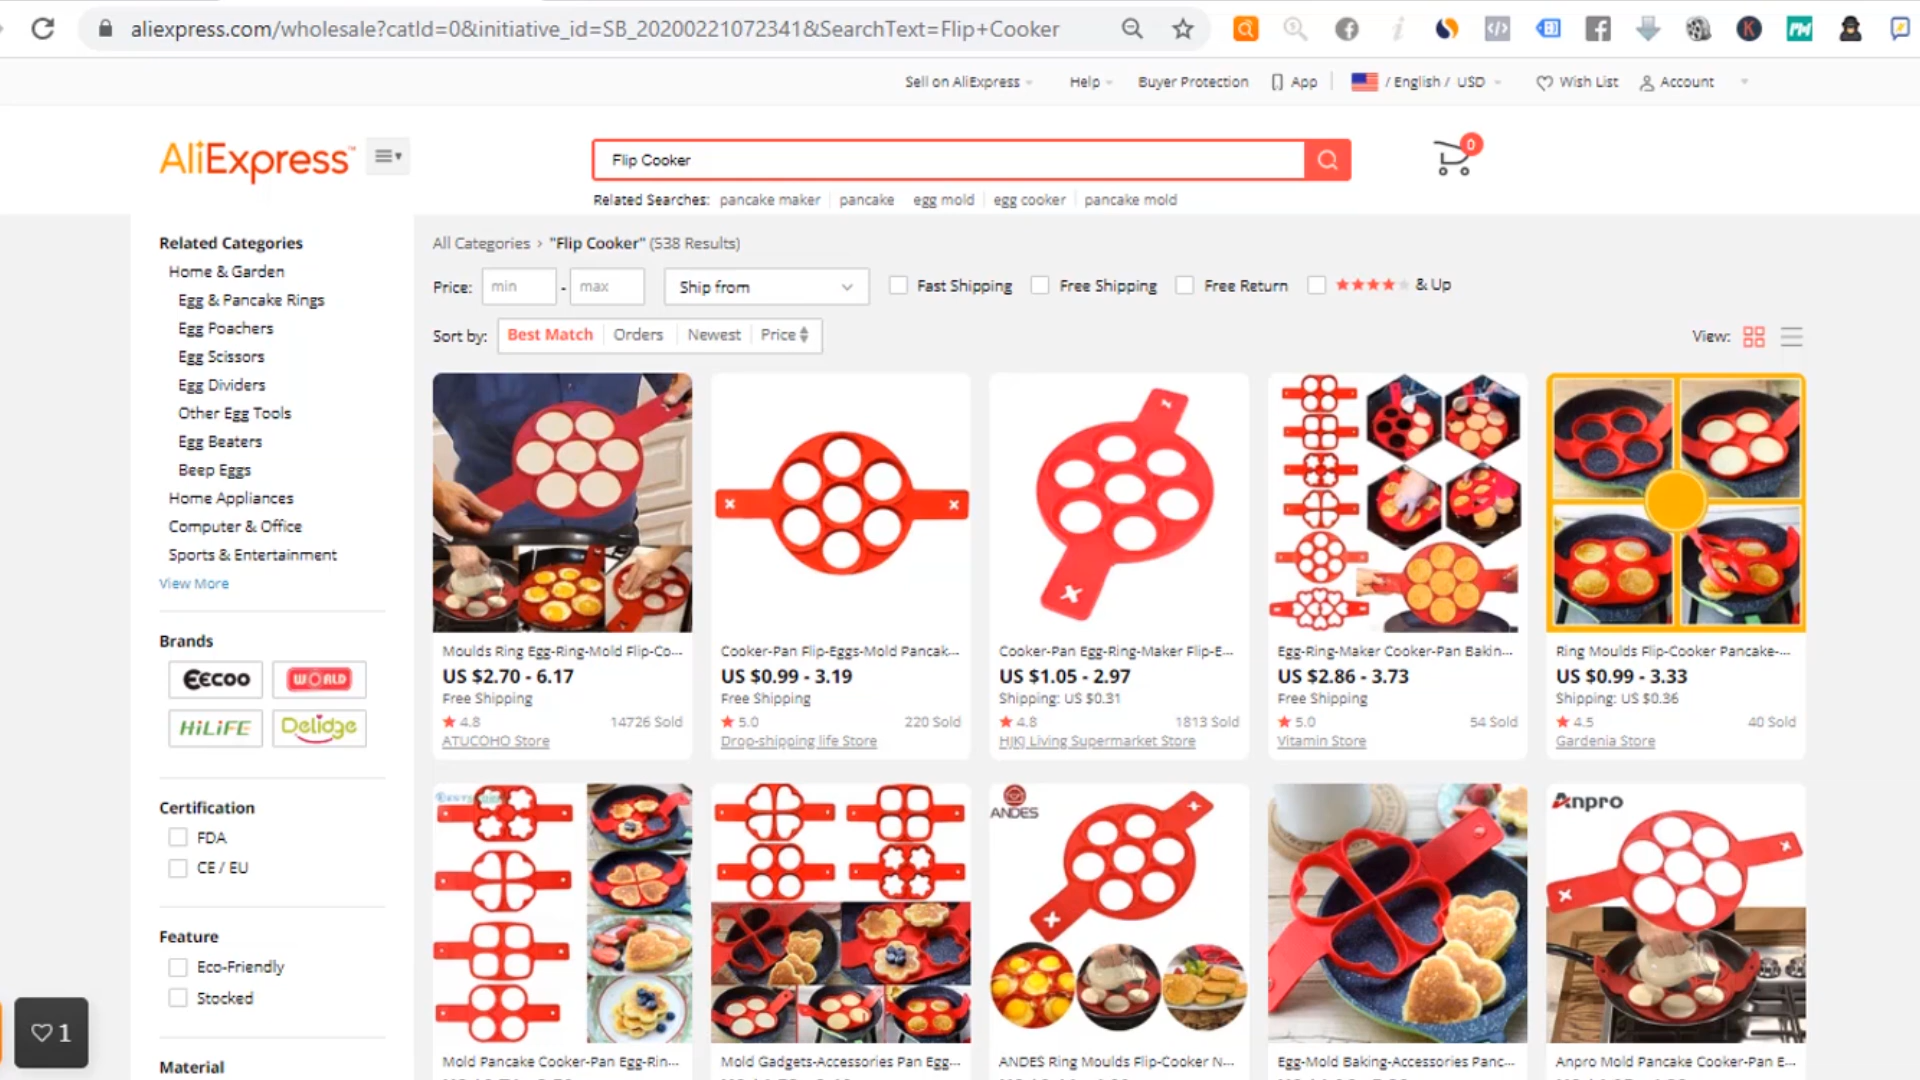 aliexpress.com/wholesale?catId=0&initiative_id=SB_20200221072341&SearchText=Flip+Cooker
Sell on AliExpress
Help
Buyer Protection
App
/ English / USD
Wish List
Account
AliExpress™
Flip Cooker
0
Related Searches: pancake maker pancake egg mold egg cooker pancake mold
Related Categories
Home & Garden
Egg & Pancake Rings
Egg Poachers
Egg Scissors
Egg Dividers
Other Egg Tools
Egg Beaters
Beep Eggs
Home Appliances
Computer & Office
Sports & Entertainment
View More
Brands
Eecoo
WORLD
HiLiFE
Delidge
Certification
FDA
CE / EU
Feature
Eco-Friendly
Stocked
Material
1
All Categories › "Flip Cooker" (538 Results)
Price: min - max
Ship from
Fast Shipping
Free Shipping
Free Return
& Up
Sort by: Best Match Orders Newest Price
View:
Moulds Ring Egg-Ring-Mold Flip-Co...
US $2.70 - 6.17
Free Shipping
4.8 14726 Sold
ATUCOHO Store
Cooker-Pan Flip-Eggs-Mold Pancak...
US $0.99 - 3.19
Free Shipping
5.0 220 Sold
Drop-shipping life Store
Cooker-Pan Egg-Ring-Maker Flip-E...
US $1.05 - 2.97
Shipping: US $0.31
4.8 1813 Sold
HJKJ Living Supermarket Store
Egg-Ring-Maker Cooker-Pan Bakin...
US $2.86 - 3.73
Free Shipping
5.0 54 Sold
Vitamin Store
Ring Moulds Flip-Cooker Pancake-...
US $0.99 - 3.33
Shipping: US $0.36
4.5 40 Sold
Gardenia Store
Mold Pancake Cooker-Pan Egg-Rin...
Mold Gadgets-Accessories Pan Egg-...
ANDES
ANDES Ring Moulds Flip-Cooker N...
Egg-Mold Baking-Accessories Panc...
Anpro
Anpro Mold Pancake Cooker-Pan E...